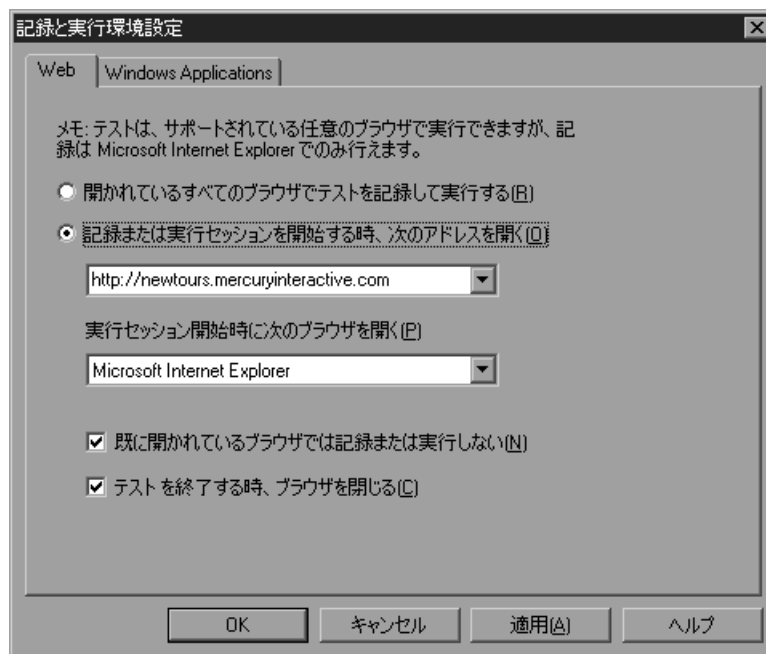 記録と実行環境設定
Web
Windows Applications
メモ: テストは、サポートされている任意のブラウザで実行できますが、記
録は Microsoft Internet Explorer でのみ行えます。
開かれているすべてのブラウザでテストを記録して実行する(R)
記録または実行セッションを開始する時、次のアドレスを開く(O)
http://newtours.mercuryinteractive.com
実行セッション開始時に次のブラウザを開く(P)
Microsoft Internet Explorer
既に開かれているブラウザでは記録または実行しない(N)
テストを終了する時、ブラウザを閉じる(C)
OK
キャンセル
適用(A)
ヘルプ